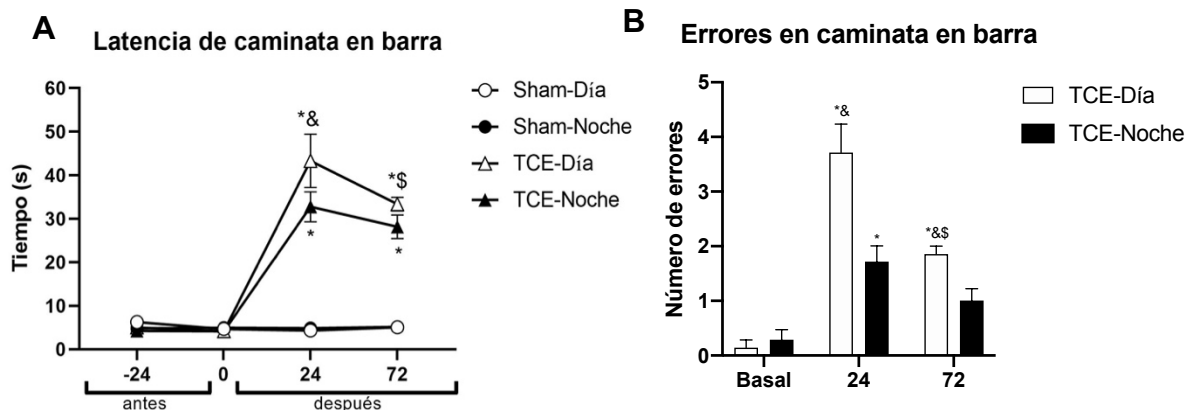 A
Latencia de caminata en barra
Tiempo (s)
60
50
40
30
20
10
0
*&
*$
*
*
-24
0
24
72
antes
después
Sham-Día
Sham-Noche
TCE-Día
TCE-Noche
B
Errores en caminata en barra
Número de errores
5
4
3
2
1
0
*&
*
*&$
Basal
24
72
TCE-Día
TCE-Noche